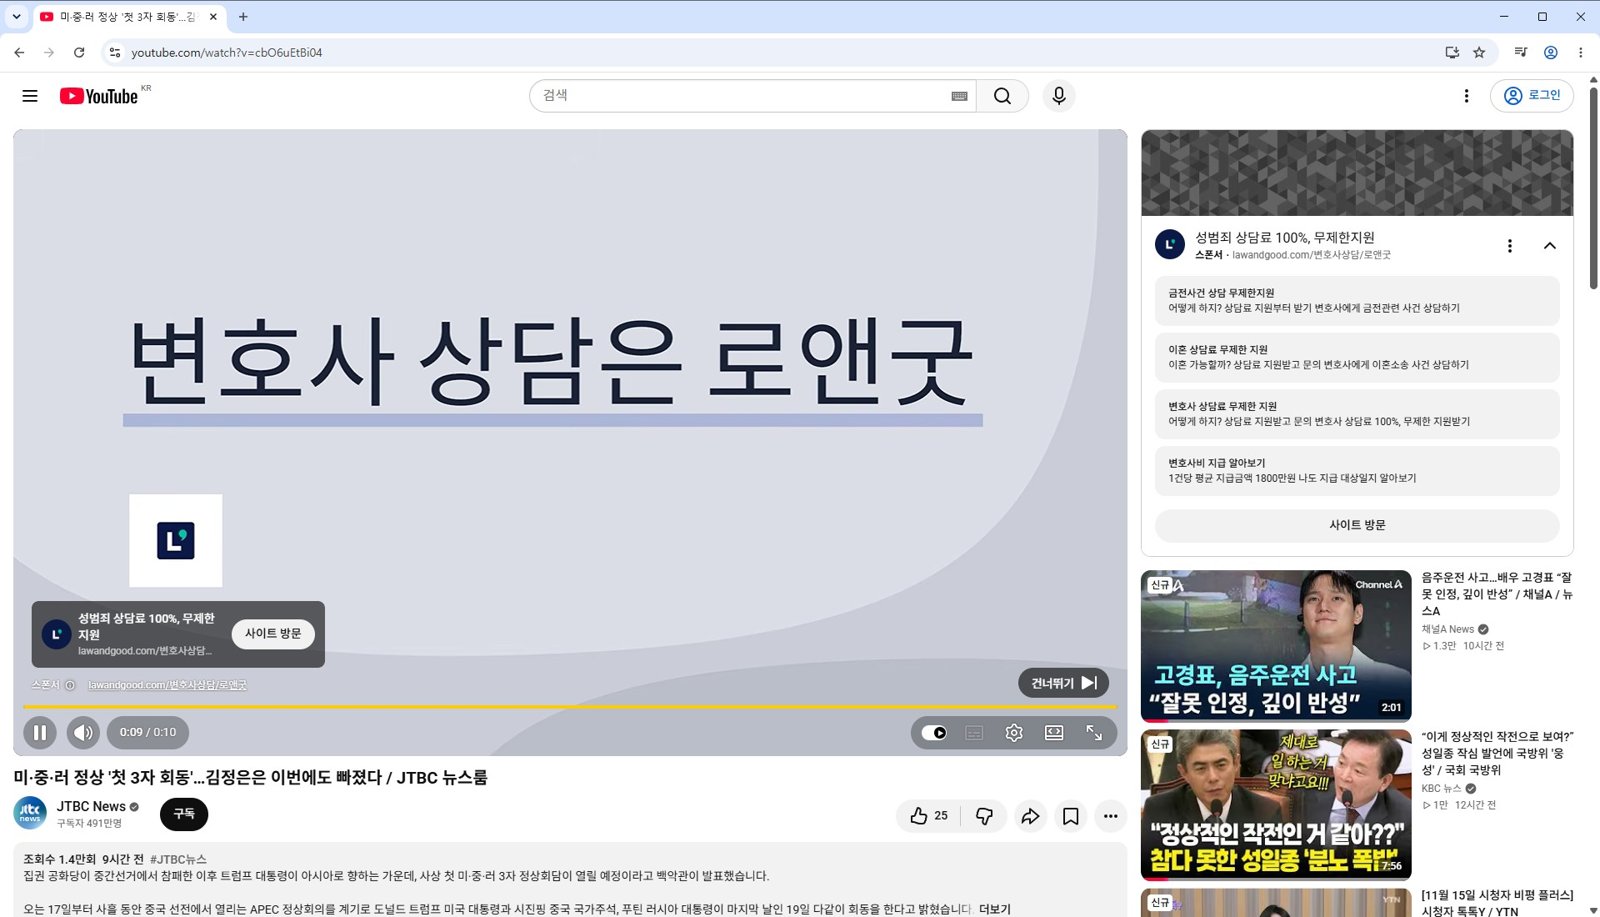 미·중·러 정상 '첫 3자 회동'...김
youtube.com/watch?v=cbO6uEtBi04
YouTube KR
검색
로그인
변호사 상담은 로앤굿
L
성범죄 상담료 100%, 무제한
지원
lawandgood.com/변호사상담...
사이트 방문
스폰서
lawandgood.com/변호사상담/로앤굿
건너뛰기
0:09 / 0:10
미·중·러 정상 '첫 3자 회동'...김정은은 이번에도 빠졌다 / JTBC 뉴스룸
jtbc
news
JTBC News
구독자 491만명
구독
25
조회수 1.4만회 9시간 전 #JTBC뉴스
집권 공화당이 중간선거에서 참패한 이후 트럼프 대통령이 아시아로 향하는 가운데, 사상 첫 미·중·러 3자 정상회담이 열릴 예정이라고 백악관이 발표했습니다.
오는 17일부터 사흘 동안 중국 선전에서 열리는 APEC 정상회의를 계기로 도널드 트럼프 미국 대통령과 시진핑 중국 국가주석, 푸틴 러시아 대통령이 마지막 날인 19일 다같이 회동을 한다고 밝혔습니다. 더보기
L
성범죄 상담료 100%, 무제한지원
스폰서 · lawandgood.com/변호사상담/로앤굿
금전사건 상담 무제한지원
어떻게 하지? 상담료 지원부터 받기 변호사에게 금전관련 사건 상담하기
이혼 상담료 무제한 지원
이혼 가능할까? 상담료 지원받고 문의 변호사에게 이혼소송 사건 상담하기
변호사 상담료 무제한 지원
어떻게 하지? 상담료 지원받고 문의 변호사 상담료 100%, 무제한 지원받기
변호사비 지급 알아보기
1건당 평균 지급금액 1800만원 나도 지급 대상일지 알아보기
사이트 방문
신규
Channel A
고경표, 음주운전 사고
“잘못 인정, 깊이 반성”
2:01
음주운전 사고...배우 고경표 “잘
못 인정, 깊이 반성” / 채널A / 뉴
스A
채널A News
1.3만 10시간 전
신규
제대로
일 하는 거
맞냐고요!!!
“정상적인 작전인 거 같아??”
참다 못한 성일종 '분노 폭발'
7:56
“이게 정상적인 작전으로 보여?”
성일종 작심 발언에 국방위 '웅
성' / 국회 국방위
KBC 뉴스
1만 12시간 전
신규
YTN
[11월 15일 시청자 비평 플러스]
시청자 톡톡Y / YTN